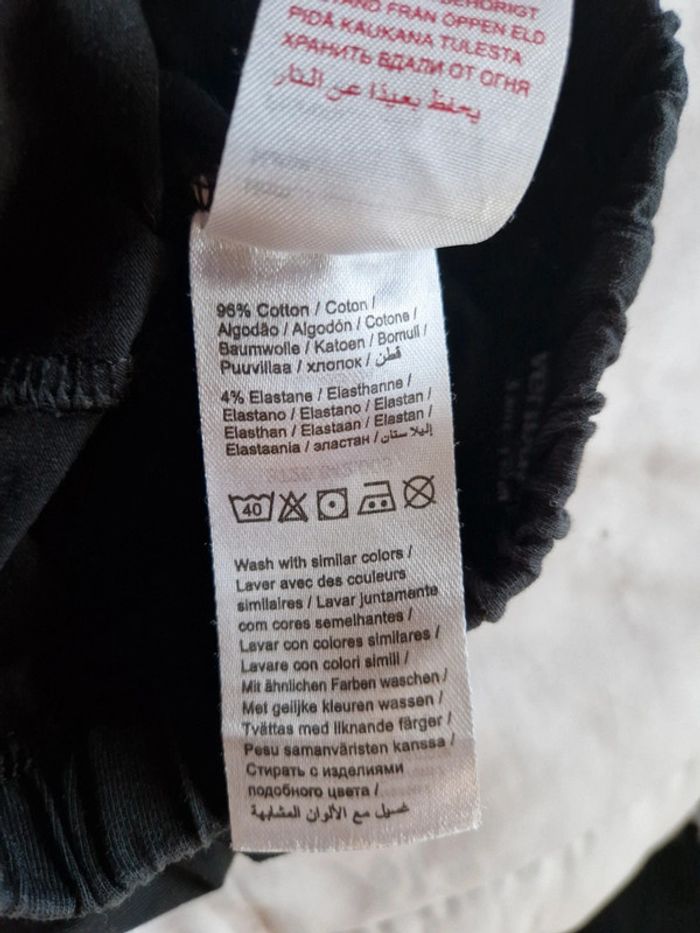 FRÅN ÖPPEN ELD
PIDÄ KAUKANA TULESTA
ХРАНИТЬ ВДАЛИ ОТ ОГНЯ
يحفظ بعيدًا عن النار
96% Cotton / Coton /
Algodão / Algodón / Cotone /
Baumwolle / Katoen / Bomull /
Puuvillaa / хлопок / قطن
4% Elastane / Elasthanne /
Elastano / Elastano / Elastan /
Elasthan / Elastaan / Elastan /
Elastaania / эластан / إليلاستان
40
Wash with similar colors /
Laver avec des couleurs
similaires / Lavar juntamente
com cores semelhantes /
Lavar con colores similares /
Lavare con colori simili /
Mit ähnlichen Farben waschen /
Met gelijke kleuren wassen /
Tvättas med liknande färger /
Pesu samanväristen kanssa /
Стирать с изделиями
подобного цвета /
غسيل مع الألوان المشابهة